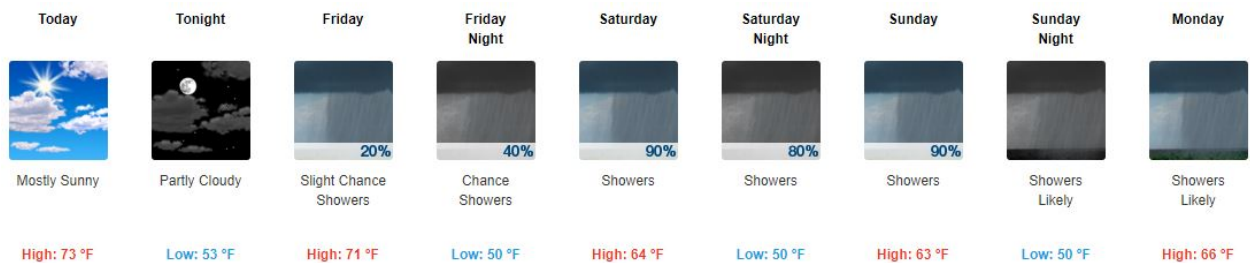 Today
Tonight
Friday
Friday
Night
Saturday
Saturday
Night
Sunday
Sunday
Night
Monday
20%
40%
90%
80%
90%
Mostly Sunny
Partly Cloudy
Slight Chance
Showers
Chance
Showers
Showers
Showers
Showers
Showers
Likely
Showers
Likely
High: 73 °F
Low: 53 °F
High: 71 °F
Low: 50 °F
High: 64 °F
Low: 50 °F
High: 63 °F
Low: 50 °F
High: 66 °F